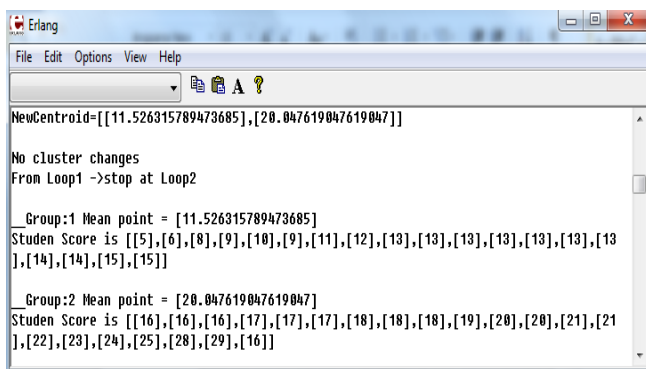 Erlang
File Edit Options View Help
NewCentroid=[[11.526315789473685],[20.047619047619047]]
No cluster changes
From Loop1 ->stop at Loop2
__Group:1 Mean point = [11.526315789473685]
Studen Score is [[5],[6],[8],[9],[10],[9],[11],[12],[13],[13],[13],[13],[13],[13],[13
],[14],[14],[15],[15]]
__Group:2 Mean point = [20.047619047619047]
Studen Score is [[16],[16],[16],[17],[17],[17],[18],[18],[18],[19],[20],[20],[21],[21
],[22],[23],[24],[25],[28],[29],[16]]